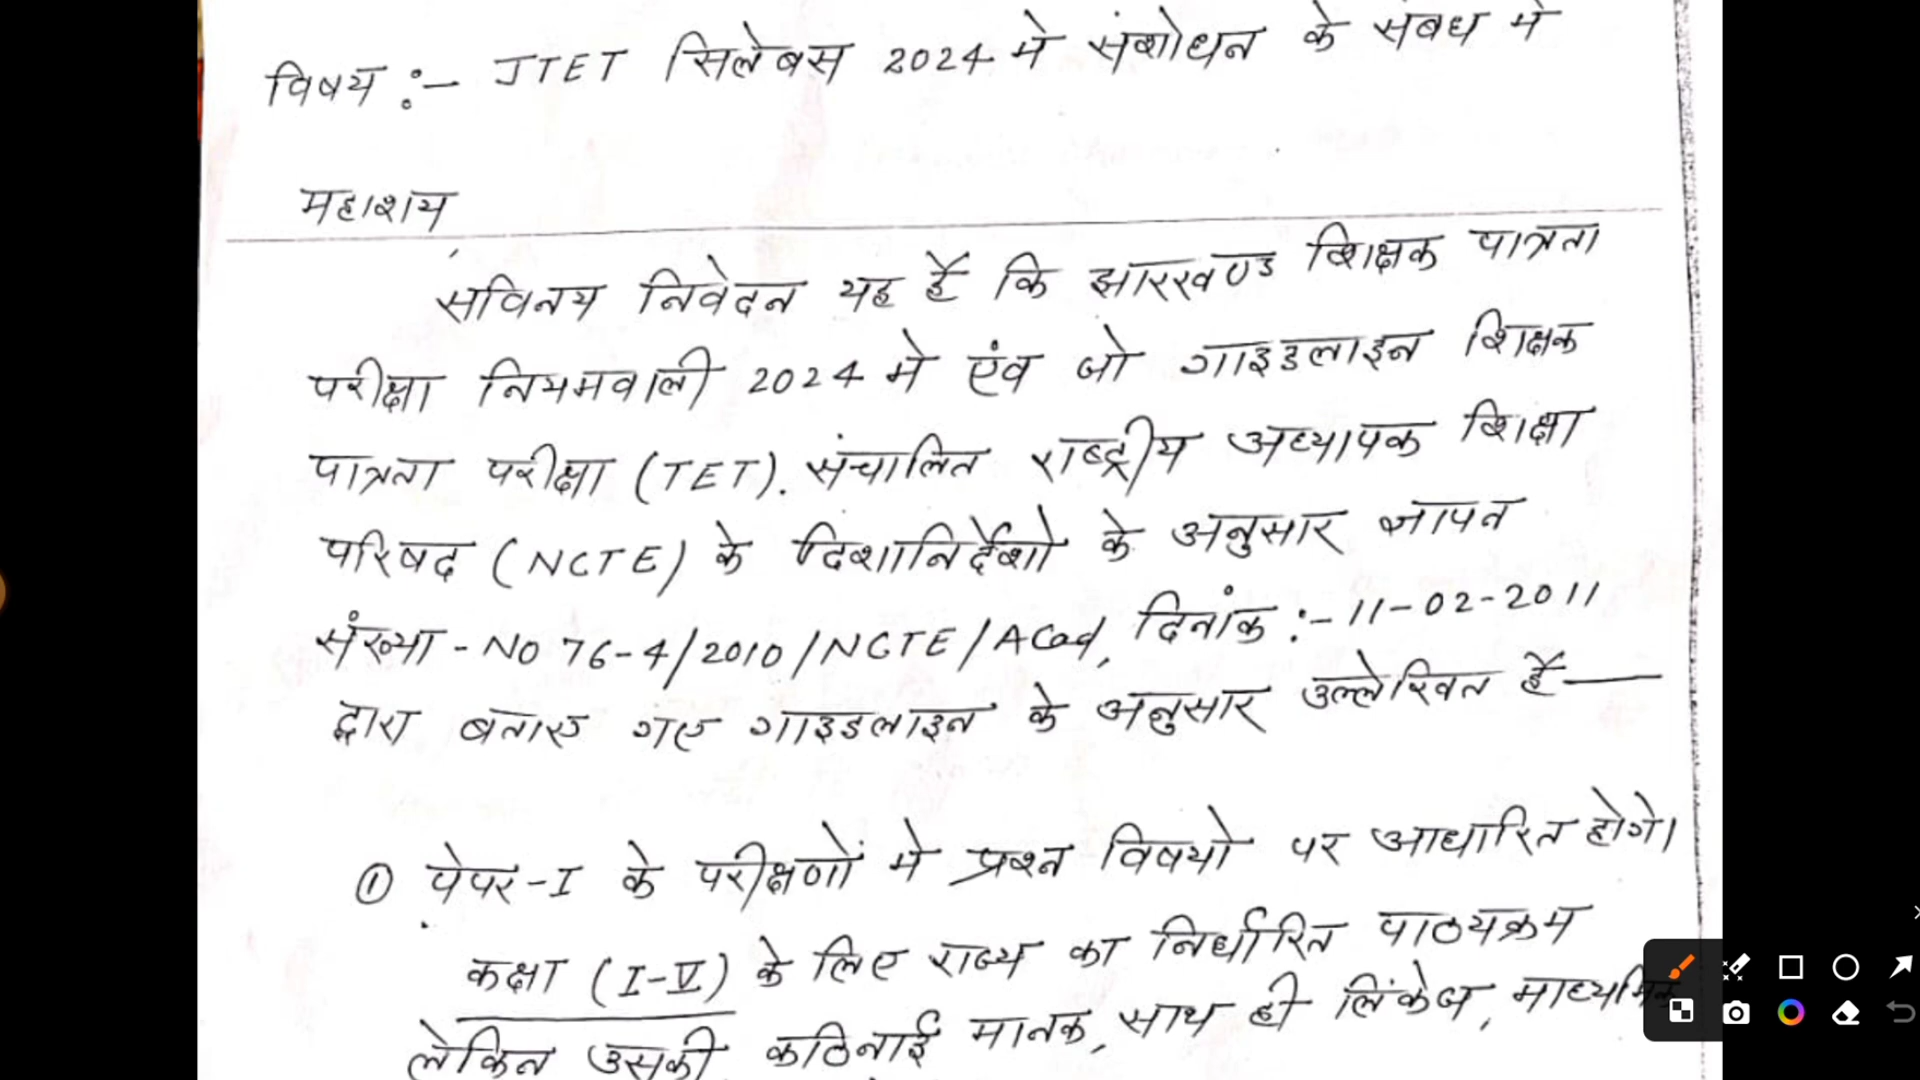 विषय :- JTET सिलेबस 2024 मे संशोधन के संबध मे
महाशय,
सविनय निवेदन यह हैं कि झारखण्ड शिक्षक पात्रता
परीक्षा नियमवाली 2024 मे एंव जो गाइडलाइन शिक्षक
पात्रता परीक्षा (TET). संचालित राष्ट्रीय अध्यापक शिक्षा
परिषद (NCTE) के दिशानिर्देशो के अनुसार ज्ञापन
संख्या - NO 76-4/2010/NCTE/Acad, दिनांक :- 11-02-2011
द्वारा बताए गए गाइडलाइन के अनुसार उल्लेखित हैं —
① पेपर-I के परीक्षणों मे प्रश्न विषयो पर आधारित होगे।
कक्षा (I-V) के लिए राज्य का निर्धारित पाठ्यक्रम
लेकिन उसकी कठिनाई मानक, साथ ही लिंकेज, माध्यमिक